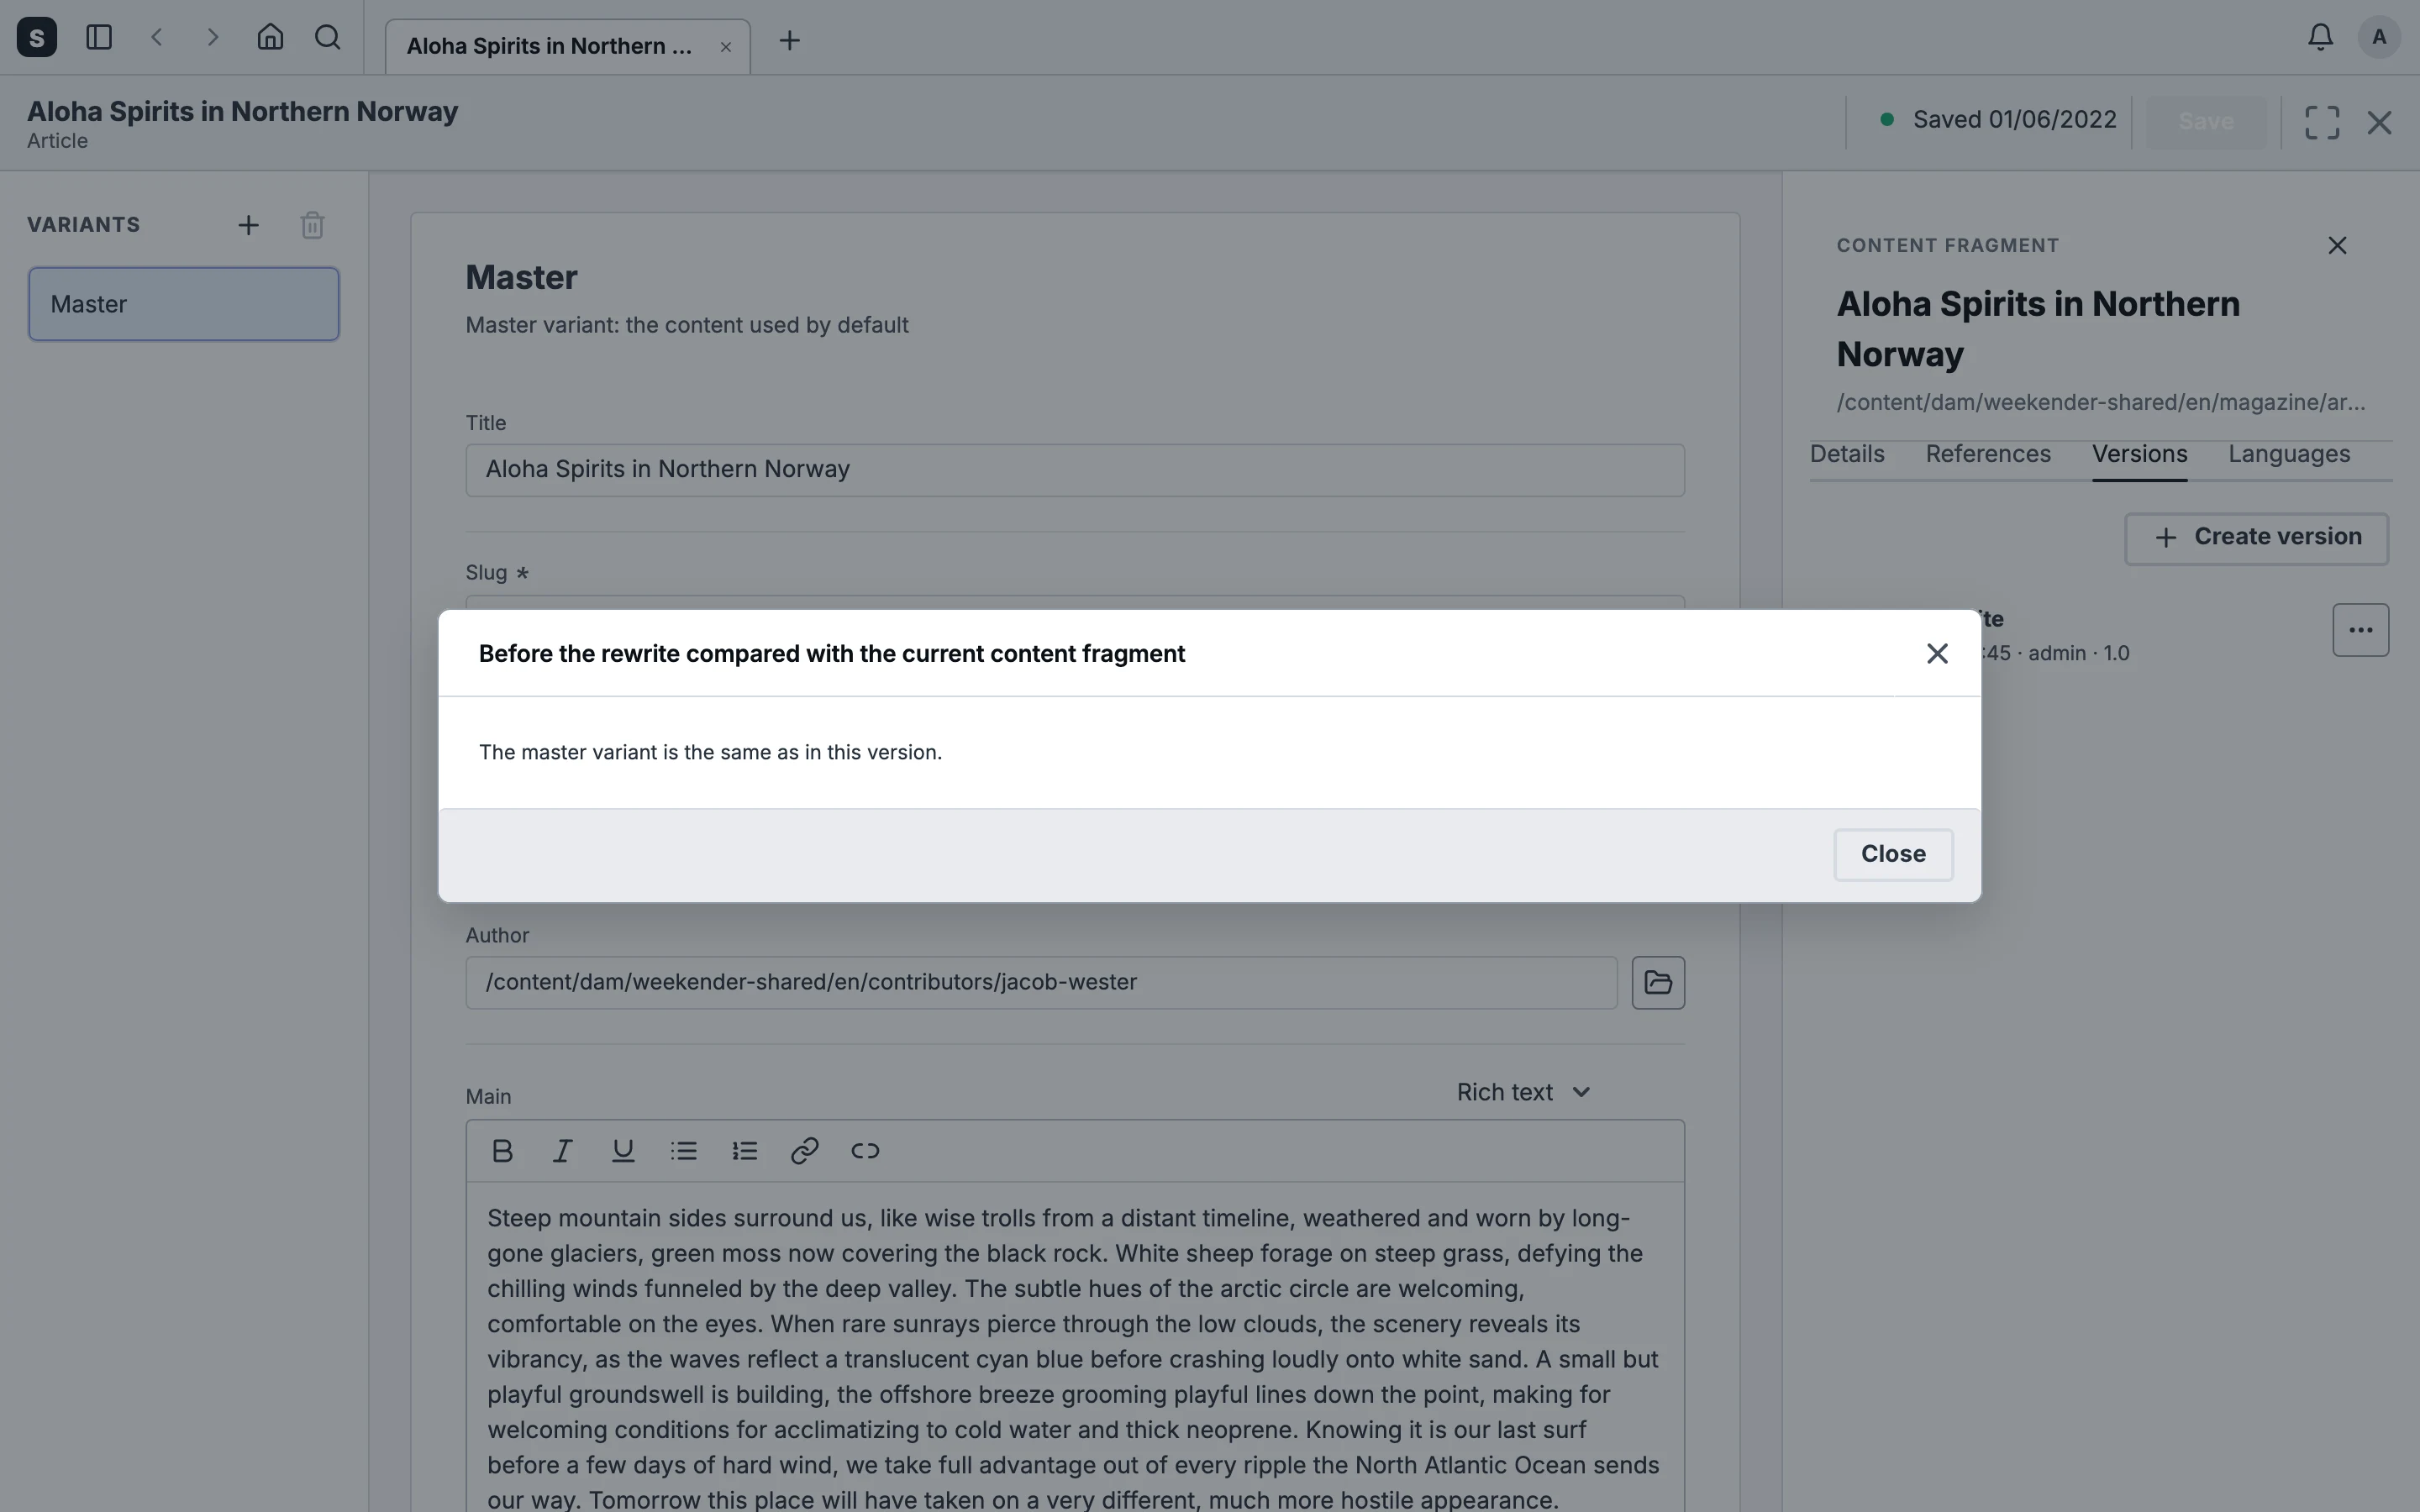 S
Aloha Spirits in Northern ...
A
Aloha Spirits in Northern Norway
Article
Saved 01/06/2022
Save
VARIANTS
Master
Master
Master variant: the content used by default
Title
Aloha Spirits in Northern Norway
Slug *
CONTENT FRAGMENT
Aloha Spirits in Northern
Norway
/content/dam/weekender-shared/en/magazine/ar...
Details References Versions Languages
Create version
:45 · admin · 1.0
Before the rewrite compared with the current content fragment
The master variant is the same as in this version.
Close
Author
/content/dam/weekender-shared/en/contributors/jacob-wester
Main
Rich text
Steep mountain sides surround us, like wise trolls from a distant timeline, weathered and worn by long-
gone glaciers, green moss now covering the black rock. White sheep forage on steep grass, defying the
chilling winds funneled by the deep valley. The subtle hues of the arctic circle are welcoming,
comfortable on the eyes. When rare sunrays pierce through the low clouds, the scenery reveals its
vibrancy, as the waves reflect a translucent cyan blue before crashing loudly onto white sand. A small but
playful groundswell is building, the offshore breeze grooming playful lines down the point, making for
welcoming conditions for acclimatizing to cold water and thick neoprene. Knowing it is our last surf
before a few days of hard wind, we take full advantage out of every ripple the North Atlantic Ocean sends
our way. Tomorrow this place will have taken on a very different, much more hostile appearance.